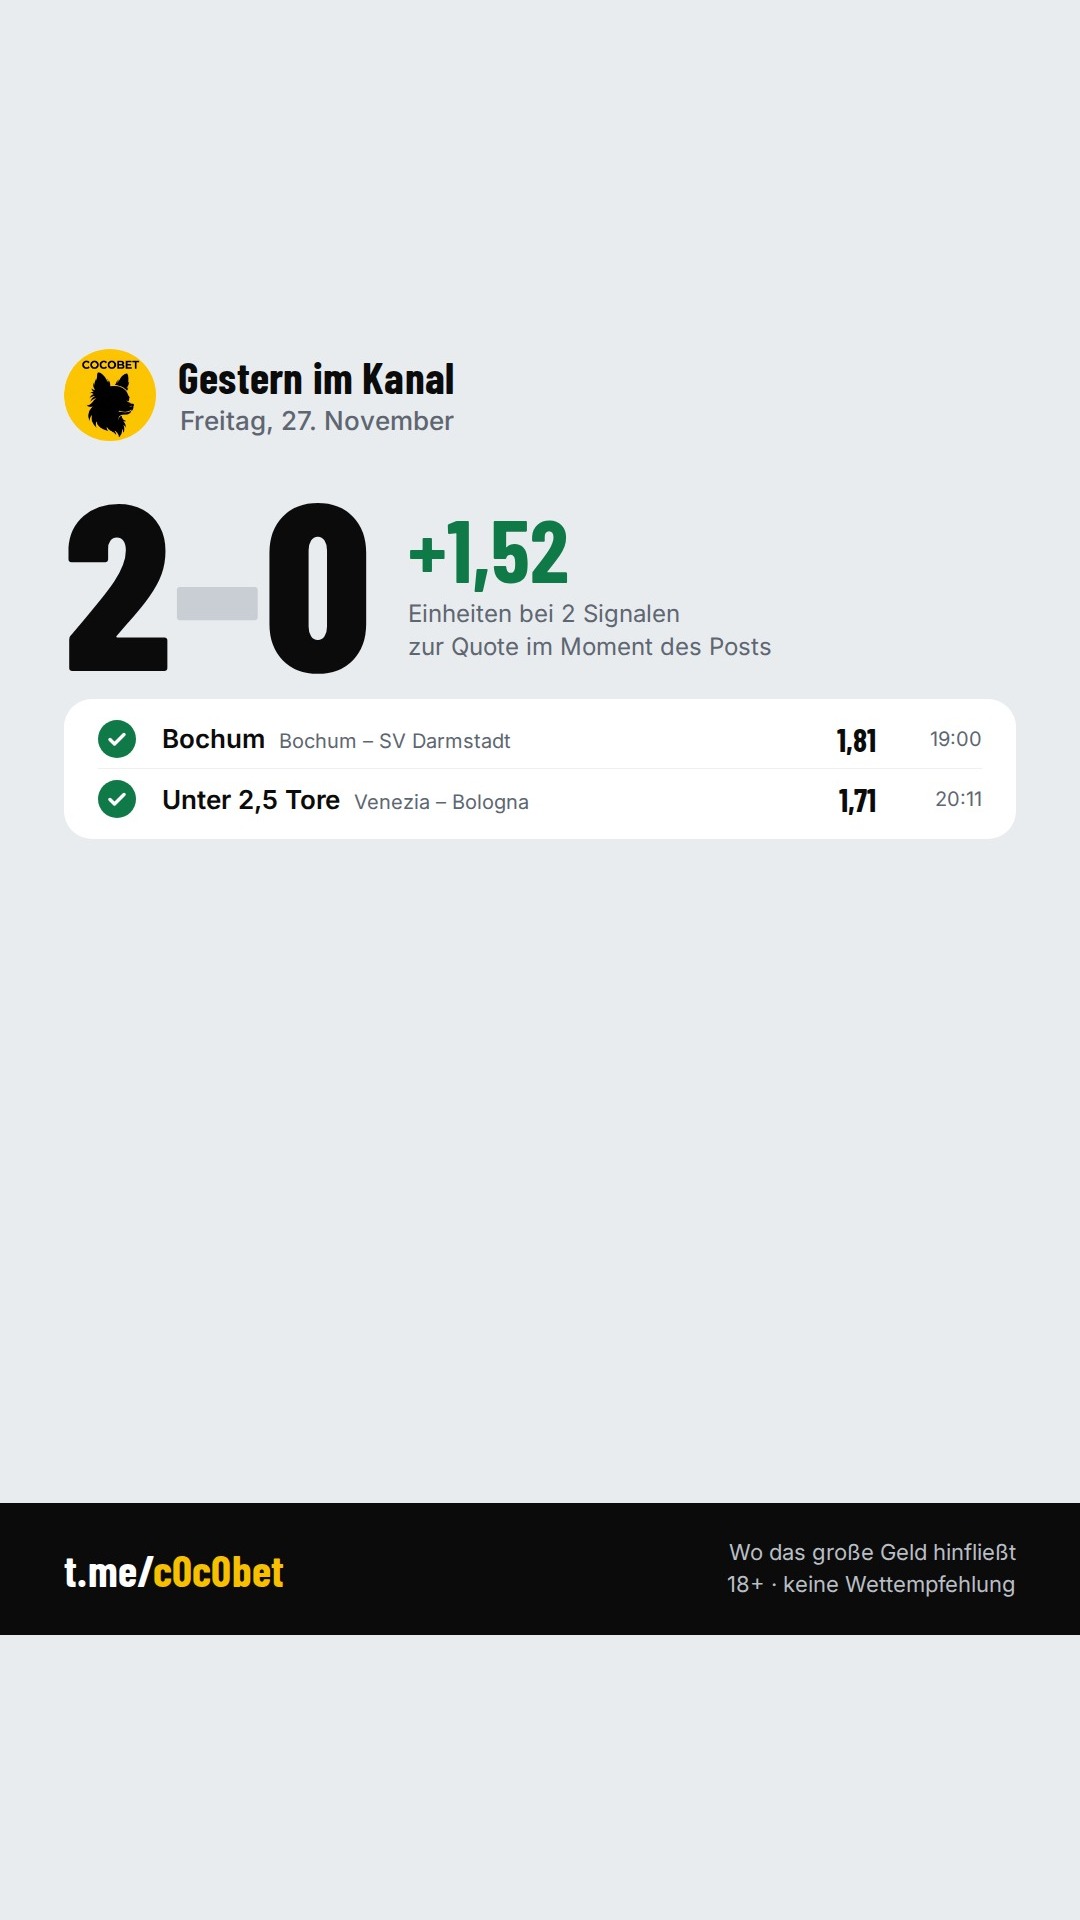 COCOBET
Gestern im Kanal
Freitag, 27. November
2–0
+1,52
Einheiten bei 2 Signalen
zur Quote im Moment des Posts
Bochum Bochum – SV Darmstadt 1,81 19:00
Unter 2,5 Tore Venezia – Bologna 1,71 20:11
t.me/c0c0bet
Wo das große Geld hinfließt
18+ · keine Wettempfehlung